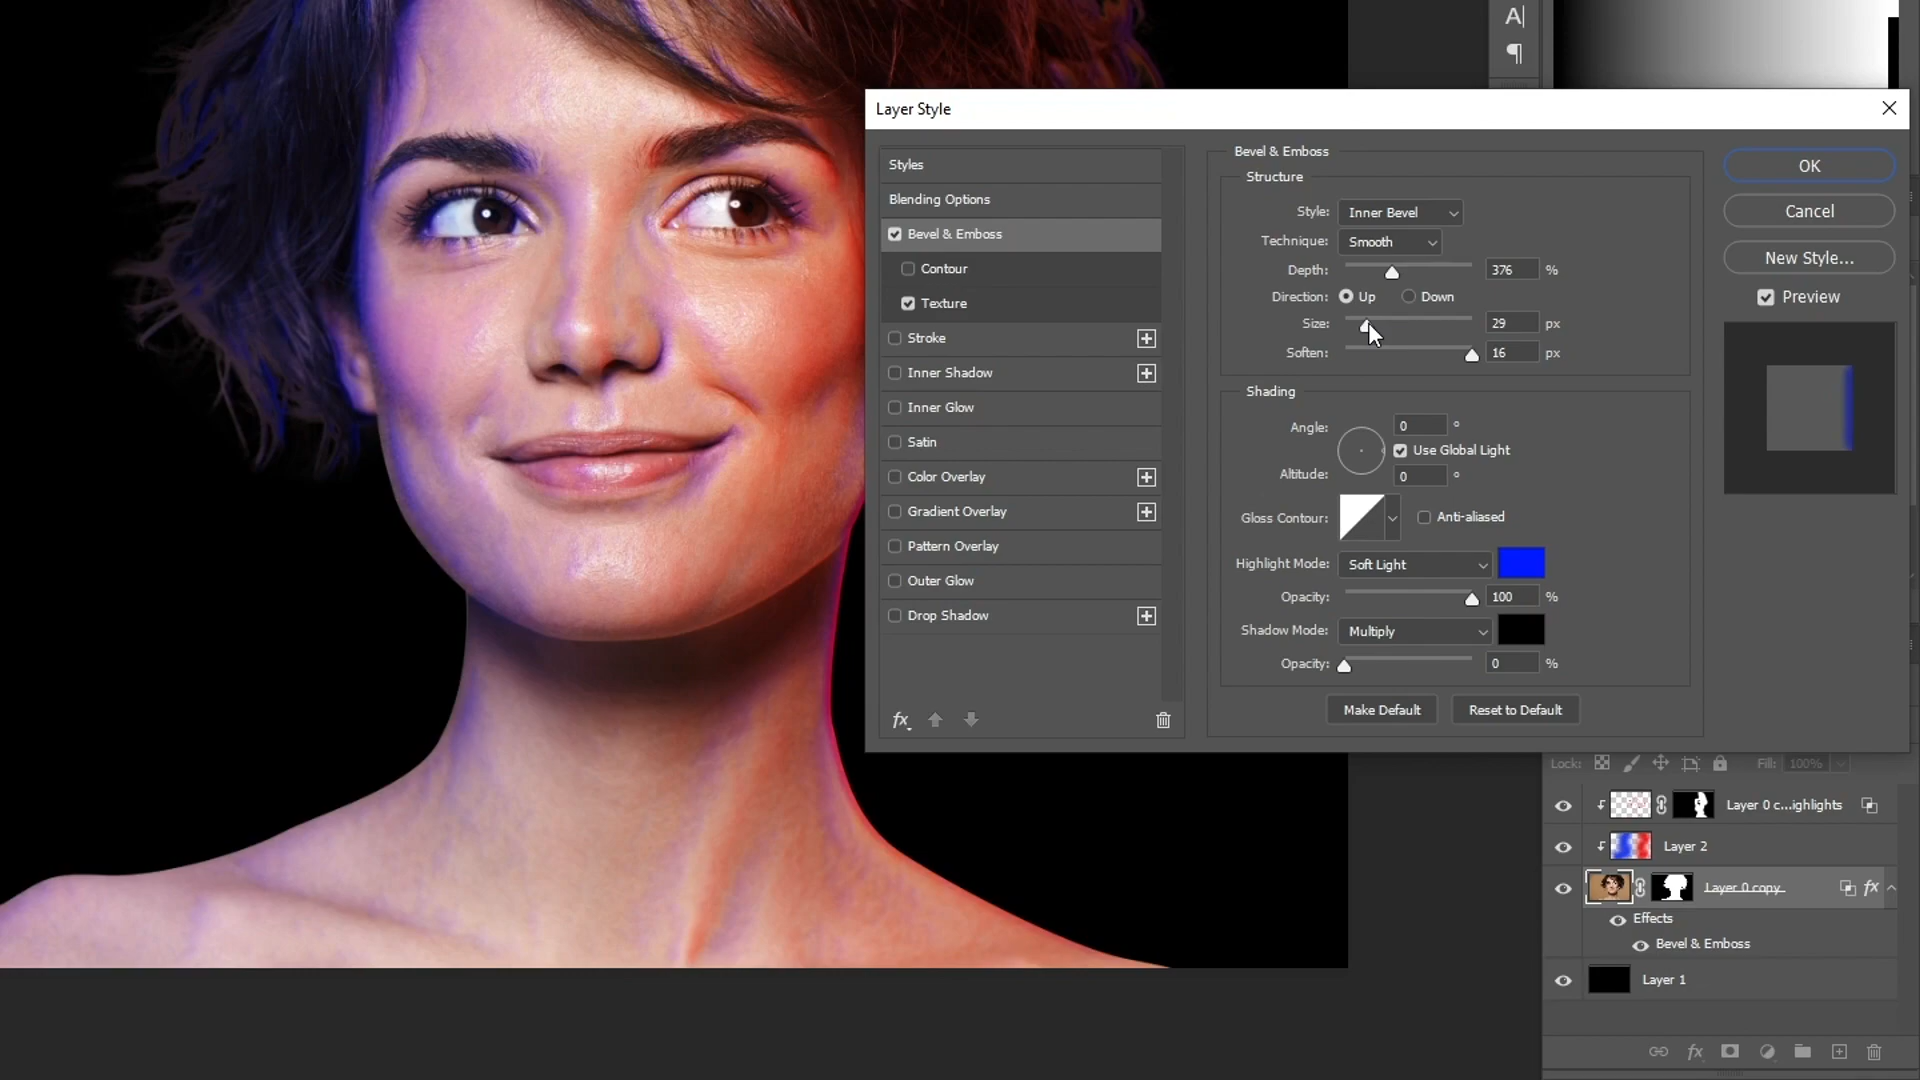 A|
¶
Layer Style
Styles
Blending Options
Bevel & Emboss
Contour
Texture
Stroke
Inner Shadow
Inner Glow
Satin
Color Overlay
Gradient Overlay
Pattern Overlay
Outer Glow
Drop Shadow
fx
Bevel & Emboss
Structure
Style: Inner Bevel
Technique: Smooth
Depth: 376 %
Direction: Up Down
Size: 29 px
Soften: 16 px
Shading
Angle: 0 °
Use Global Light
Altitude: 0 °
Gloss Contour: Anti-aliased
Highlight Mode: Soft Light
Opacity: 100 %
Shadow Mode: Multiply
Opacity: 0 %
Make Default Reset to Default
OK
Cancel
New Style...
Preview
Lock: Fill: 100%
Layer 0 c...ighlights
Layer 2
Layer 0 copy fx
Effects
Bevel & Emboss
Layer 1
fx